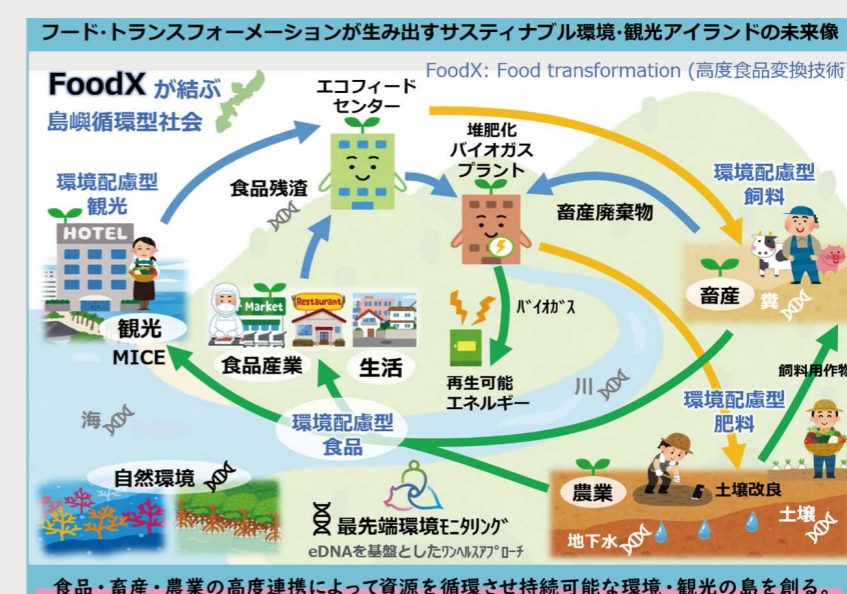 フード・トランスフォーメーションが生み出すサスティナブル環境・観光アイランドの未来像
FoodX: Food transformation (高度食品変換技術)
FoodX が結ぶ
島嶼循環型社会
エコフィード
センター
堆肥化
バイオガス
プラント
環境配慮型
飼料
環境配慮型
観光
食品残渣
畜産廃棄物
HOTEL
Market
Restaurant
畜産
糞
観光
MICE
食品産業
生活
バイオガス
再生可能
エネルギー
川
飼料用作物
環境配慮型
肥料
海
環境配慮型
食品
自然環境
農業
土壌改良
土壌
地下水
最先端環境モニタリング
eDNAを基盤としたワンヘルスアプローチ
食品・畜産・農業の高度連携によって資源を循環させ持続可能な環境・観光の島を創る。